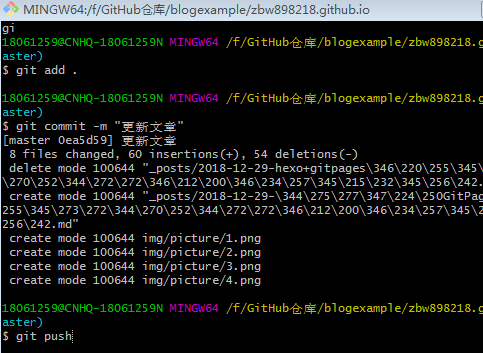 MINGW64:/f/GitHub仓库/blogexample/zbw898218.github.io
gi
18061259@CNHQ-18061259N MINGW64 /f/GitHub仓库/blogexample/zbw898218.g
aster)
$ git add .
18061259@CNHQ-18061259N MINGW64 /f/GitHub仓库/blogexample/zbw898218.g
aster)
$ git commit -m "更新文章"
[master 0ea5d59] 更新文章
8 files changed, 60 insertions(+), 54 deletions(-)
delete mode 100644 "_posts/2018-12-29-hexo+gitpages\346\220\255\345\
\270\252\344\272\272\346\212\200\346\234\257\345\215\232\345\256\242.
create mode 100644 "_posts/2018-12-29-\344\275\277\347\224\250GitPag
255\345\273\272\344\270\252\344\272\272\346\212\200\346\234\257\345\2
256\242.md"
create mode 100644 img/picture/1.png
create mode 100644 img/picture/2.png
create mode 100644 img/picture/3.png
create mode 100644 img/picture/4.png
18061259@CNHQ-18061259N MINGW64 /f/GitHub仓库/blogexample/zbw898218.g
aster)
$ git push